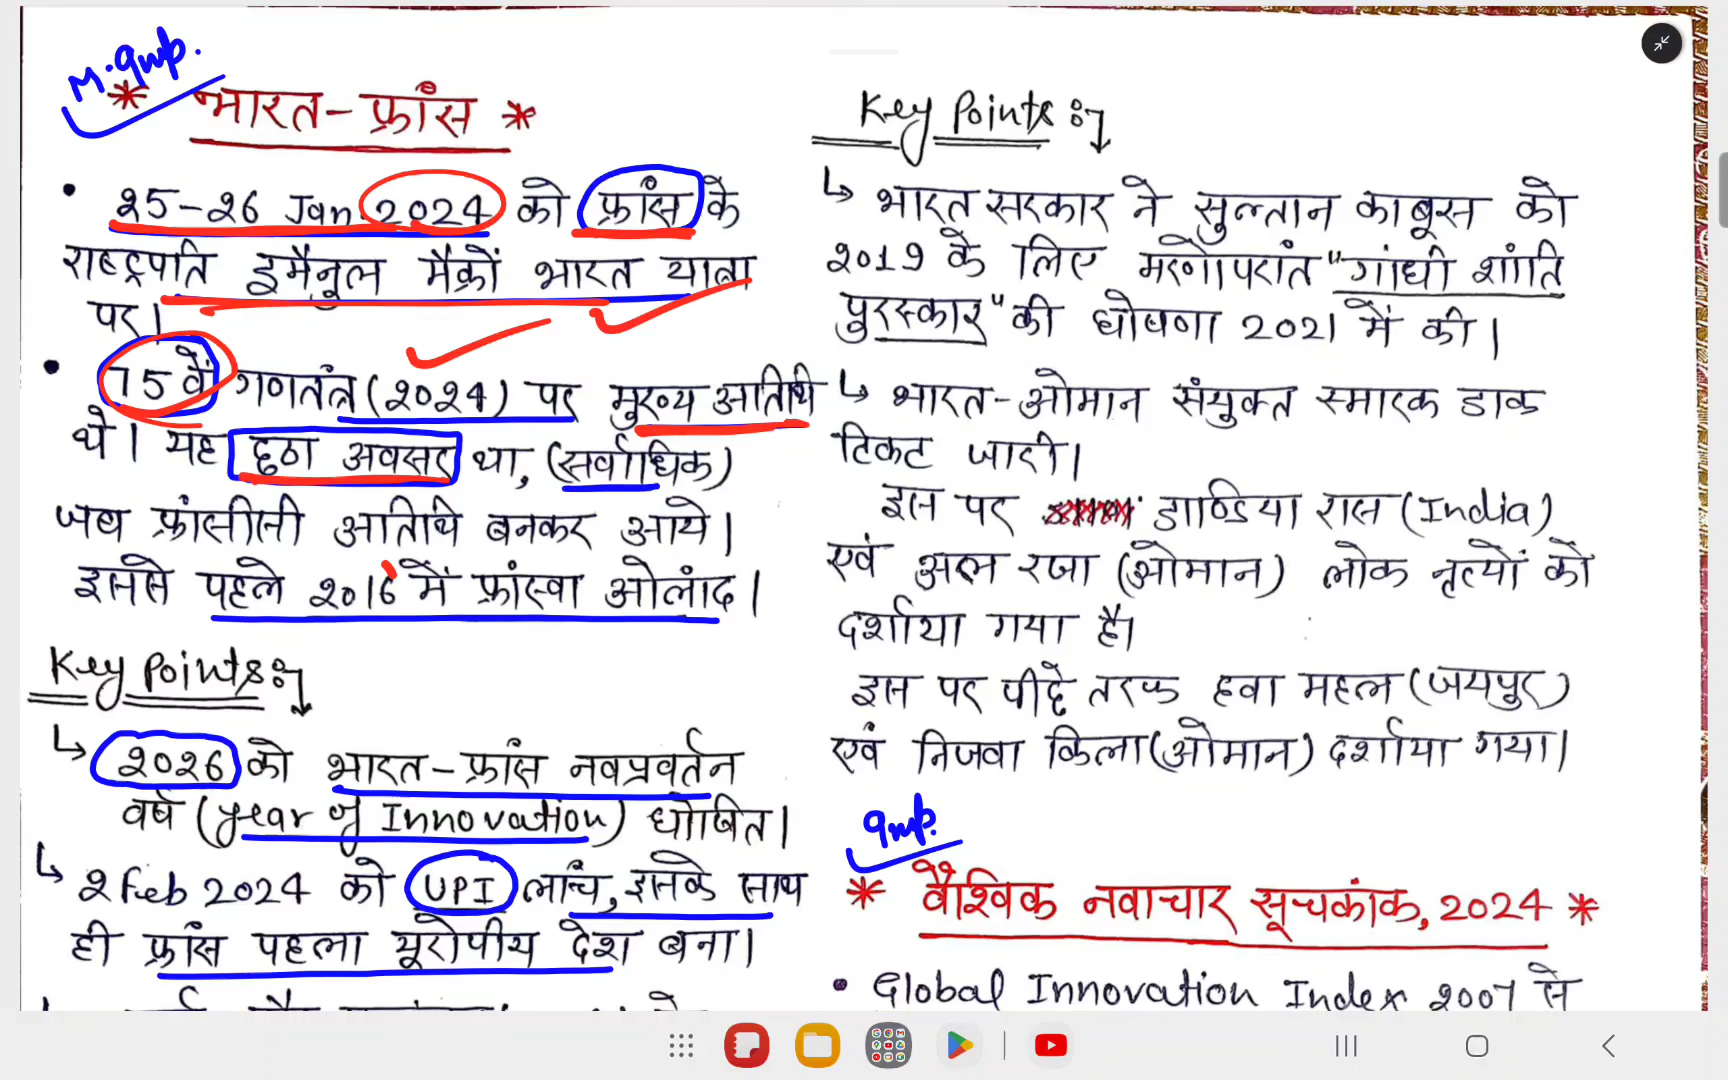 M. Imp.
* भारत - फ्रांस *
• 25-26 Jan. 2024 को फ्रांस के
राष्ट्रपति इमैनुल मैक्रों भारत यात्रा
पर।
• 75वें गणतंत्र (2024) पर मुख्य अतिथि
थे। यह छठा अवसर था, (सर्वाधिक)
जब फ्रांसीसी अतिथि बनकर आये।
इससे पहले 2016 में फ्रांस्वा ओलांद।
Key Points :-
↳ 2026 को भारत - फ्रांस नवप्रवर्तन
वर्ष (year of Innovation) घोषित।
↳ 2 Feb 2024 को UPI लांच, इसके साथ
ही फ्रांस पहला यूरोपीय देश बना।
Key Points :-
↳ भारत सरकार ने सुल्तान काबूस को
2019 के लिए मरणोपरांत "गांधी शांति
पुरस्कार" की घोषणा 2021 में की।
↳ भारत - ओमान संयुक्त स्मारक डाक
टिकट जारी।
इस पर डाण्डिया रास (India)
एवं अल रजा (ओमान) लोक नृत्यों को
दर्शाया गया है।
इस पर पीछे तरफ हवा महल (जयपुर)
एवं निजवा किला (ओमान) दर्शाया गया।
Imp.
* वैश्विक नवाचार सूचकांक, 2024 *
• Global Innovation Index 2007 से